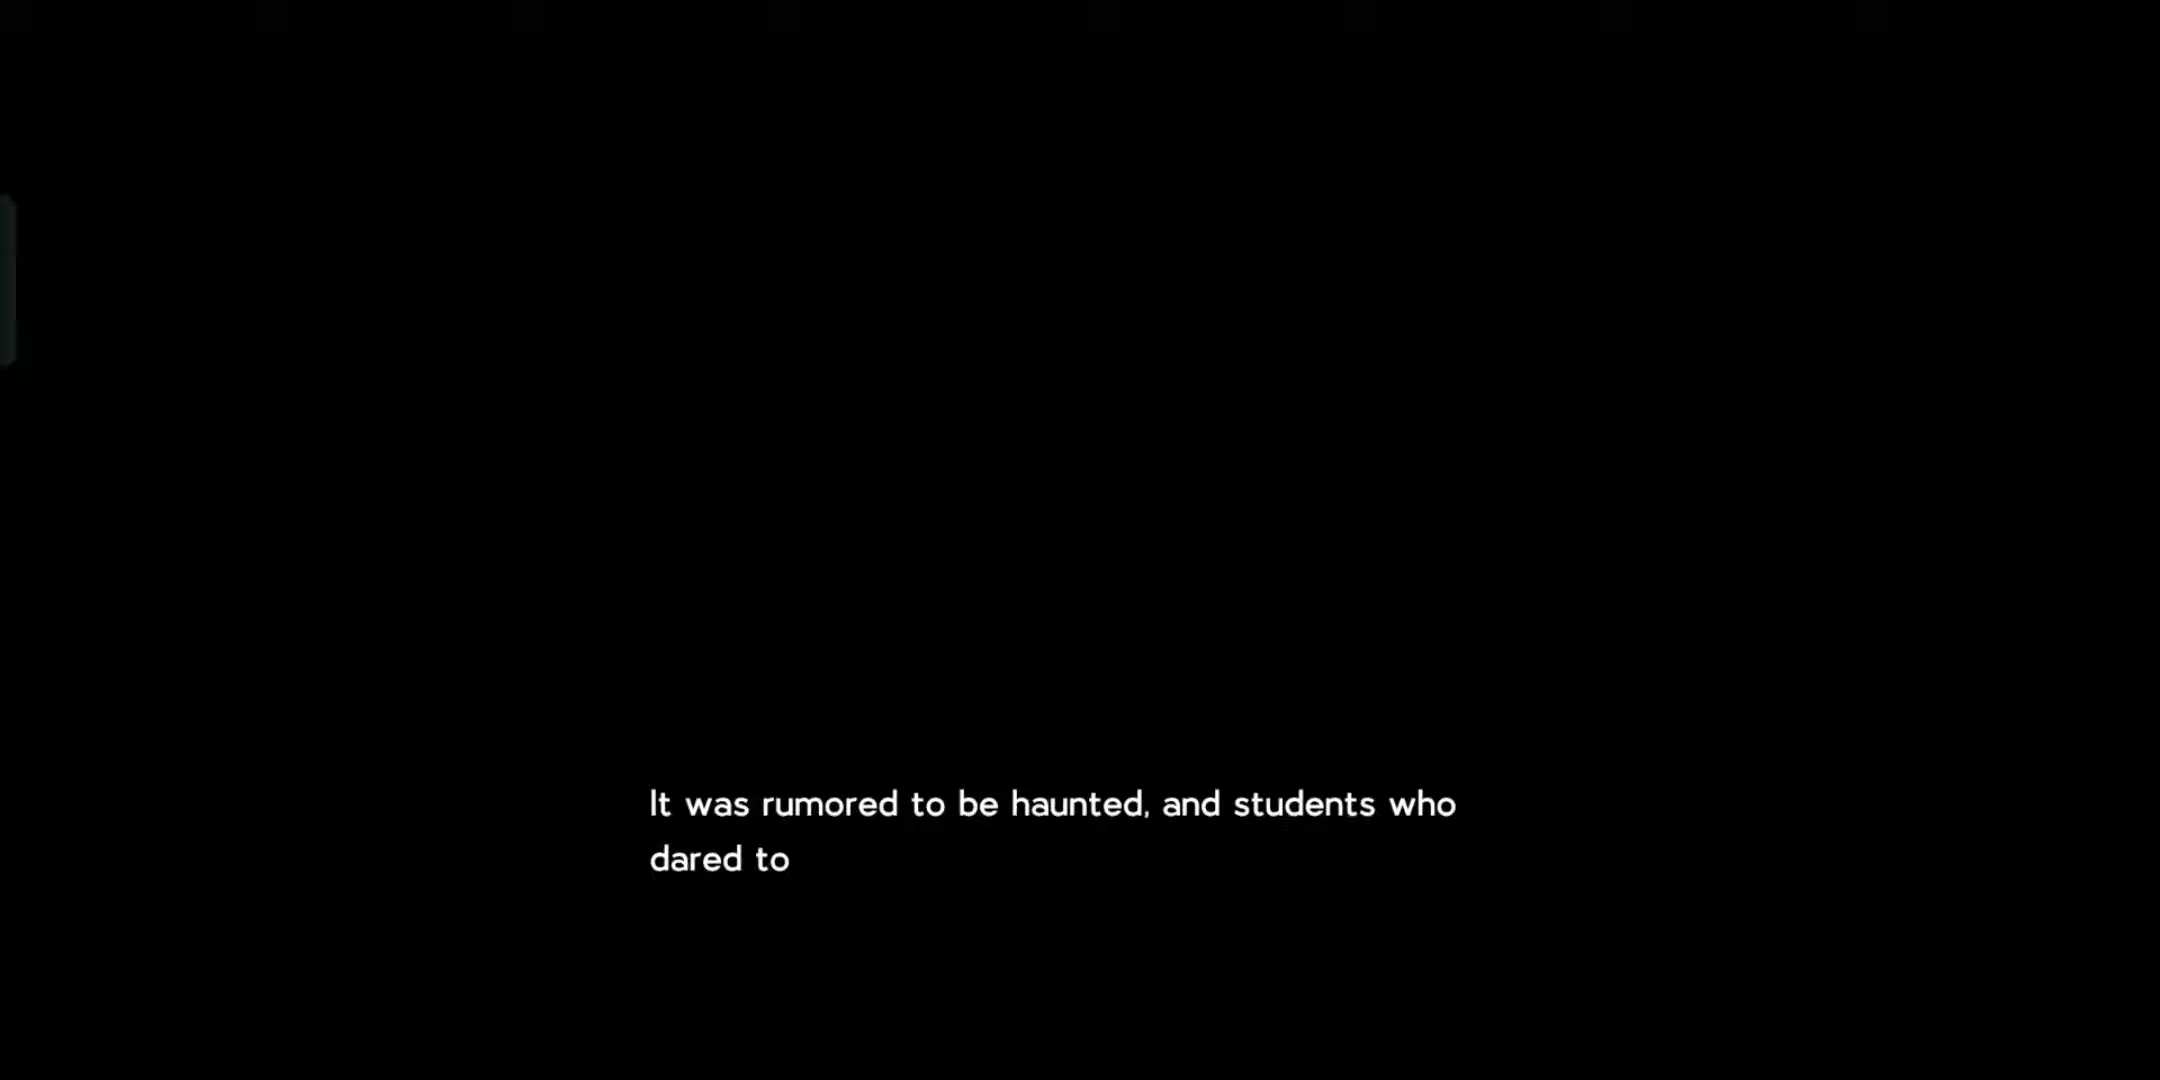 It was rumored to be haunted, and students who
dared to